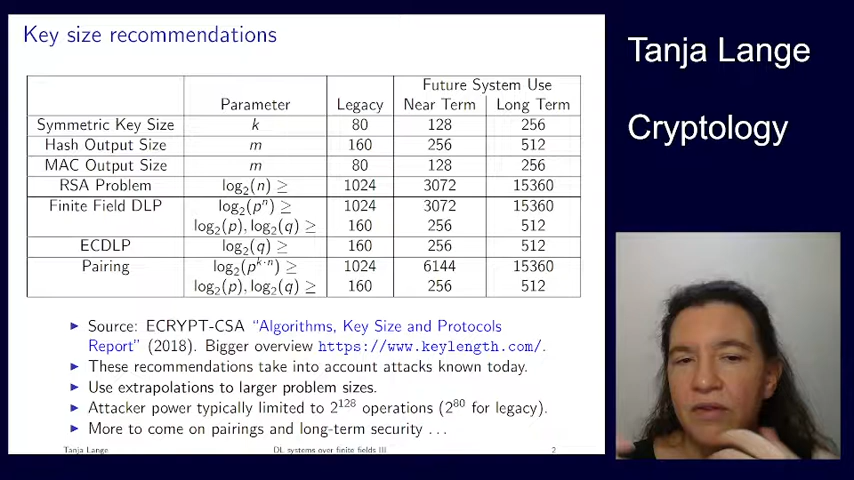 Key size recommendations
Tanja Lange
Cryptology
Future System Use
Parameter Legacy Near Term Long Term
Symmetric Key Size k 80 128 256
Hash Output Size m 160 256 512
MAC Output Size m 80 128 256
RSA Problem log₂(n) ≥ 1024 3072 15360
Finite Field DLP log₂(pⁿ) ≥ 1024 3072 15360
log₂(p), log₂(q) ≥ 160 256 512
ECDLP log₂(q) ≥ 160 256 512
Pairing log₂(pᵏ·ⁿ) ≥ 1024 6144 15360
log₂(p), log₂(q) ≥ 160 256 512
▶ Source: ECRYPT-CSA "Algorithms, Key Size and Protocols
Report" (2018). Bigger overview https://www.keylength.com/.
▶ These recommendations take into account attacks known today.
▶ Use extrapolations to larger problem sizes.
▶ Attacker power typically limited to 2¹²⁸ operations (2⁸⁰ for legacy).
▶ More to come on pairings and long-term security ...
Tanja Lange DL systems over finite fields III 2